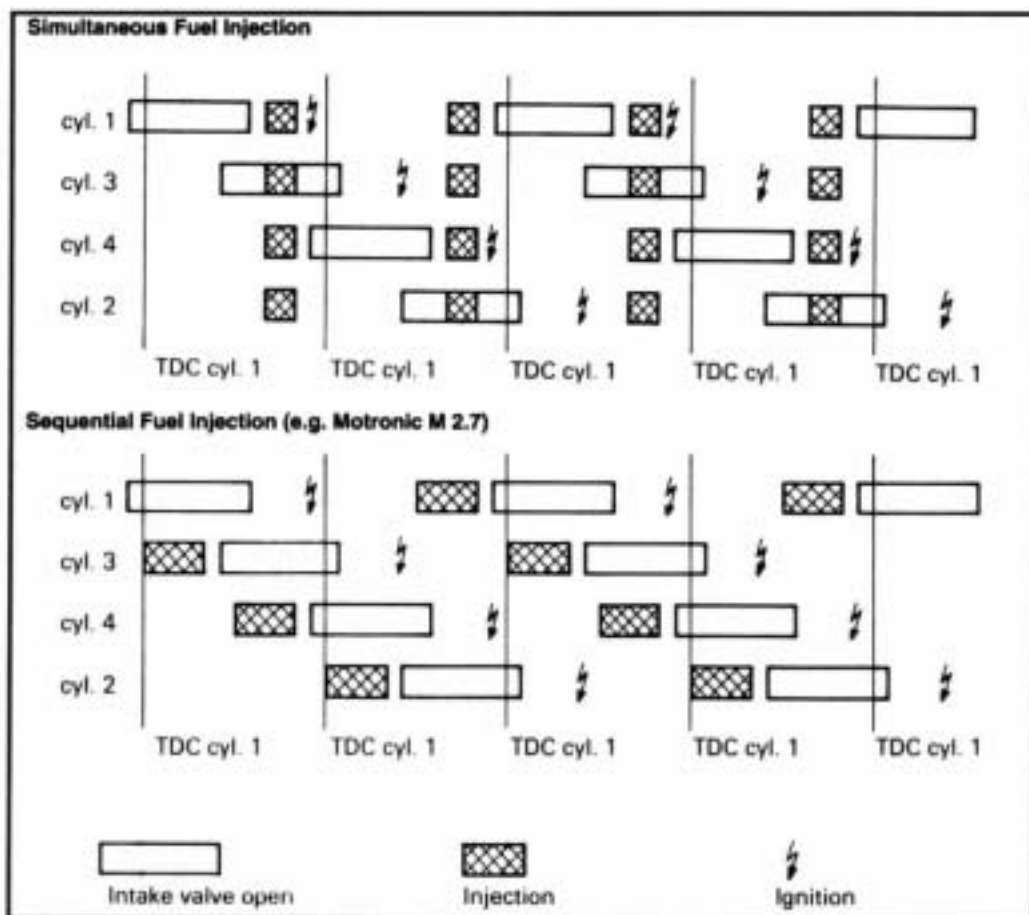 Simultaneous Fuel Injection
cyl. 1
cyl. 3
cyl. 4
cyl. 2
TDC cyl. 1 TDC cyl. 1 TDC cyl. 1 TDC cyl. 1 TDC cyl. 1
Sequential Fuel Injection (e.g. Motronic M 2.7)
cyl. 1
cyl. 3
cyl. 4
cyl. 2
TDC cyl. 1 TDC cyl. 1 TDC cyl. 1 TDC cyl. 1 TDC cyl. 1
Intake valve open Injection Ignition